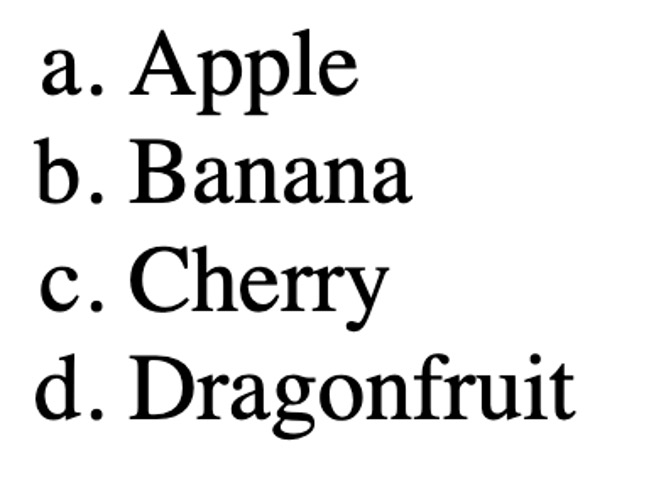 a. Apple
b. Banana
c. Cherry
d. Dragonfruit